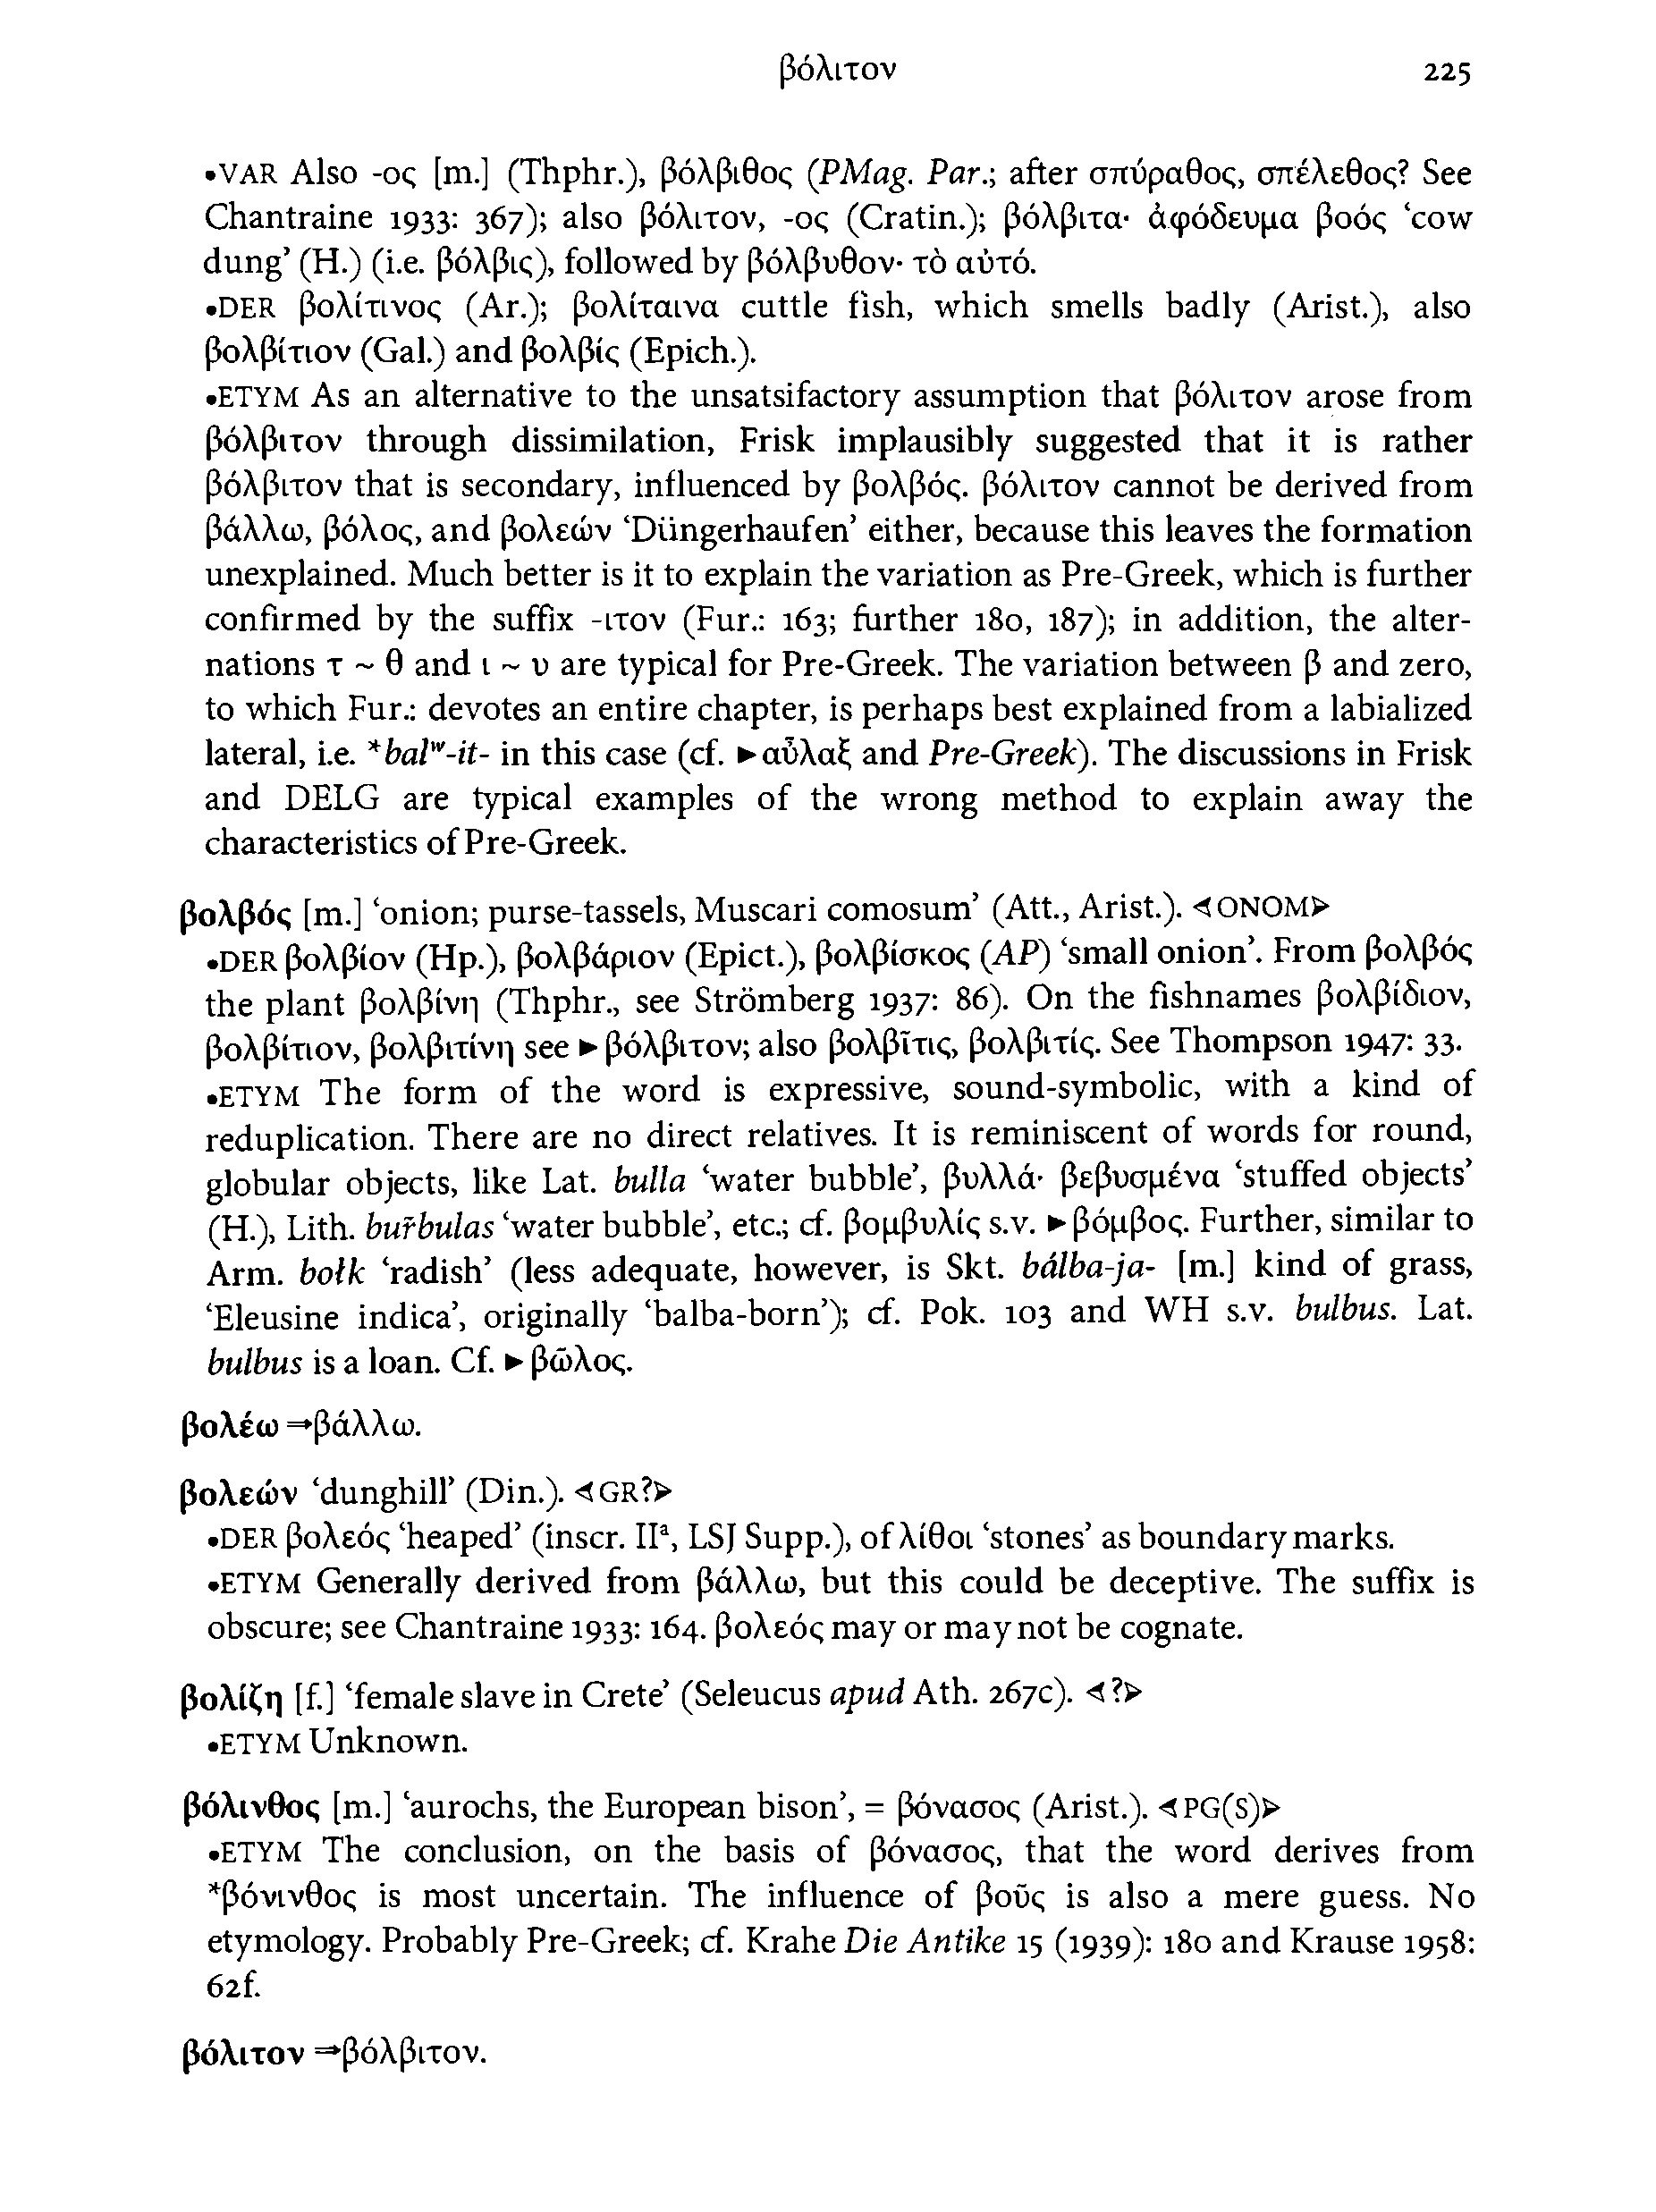 βόλιτον 225
•VAR Also -ος [m.] (Thphr.), βόλβιθος (PMag. Par.; after σπύραθος, σπέλεθος? See
Chantraine 1933: 367); also βόλιτον, -ος (Cratin.); βόλβιτα· ἀφόδευμα βοός ‘cow
dung’ (H.) (i.e. βόλβις), followed by βόλβυθον· τὸ αὐτό.
•DER βολίτινος (Ar.); βολίταινα cuttle fish, which smells badly (Arist.), also
βολβίτιον (Gal.) and βολβίς (Epich.).
•ETYM As an alternative to the unsatsifactory assumption that βόλιτον arose from
βόλβιτον through dissimilation, Frisk implausibly suggested that it is rather
βόλβιτον that is secondary, influenced by βολβός. βόλιτον cannot be derived from
βάλλω, βόλος, and βολεών ‘Düngerhaufen’ either, because this leaves the formation
unexplained. Much better is it to explain the variation as Pre-Greek, which is further
confirmed by the suffix -ιτον (Fur.: 163; further 180, 187); in addition, the alter-
nations τ ~ θ and ι ~ υ are typical for Pre-Greek. The variation between β and zero,
to which Fur.: devotes an entire chapter, is perhaps best explained from a labialized
lateral, i.e. *balʷ-it- in this case (cf. ►αὖλαξ and Pre-Greek). The discussions in Frisk
and DELG are typical examples of the wrong method to explain away the
characteristics of Pre-Greek.
βολβός [m.] ‘onion; purse-tassels, Muscari comosum’ (Att., Arist.). ⊰ONOM⊱
•DER βολβίον (Hp.), βολβάριον (Epict.), βολβίσκος (AP) ‘small onion’. From βολβός
the plant βολβίνη (Thphr., see Strömberg 1937: 86). On the fishnames βολβίδιον,
βολβίτιον, βολβιτίνη see ►βόλβιτον; also βολβῖτις, βολβιτίς. See Thompson 1947: 33.
•ETYM The form of the word is expressive, sound-symbolic, with a kind of
reduplication. There are no direct relatives. It is reminiscent of words for round,
globular objects, like Lat. bulla ‘water bubble’, βυλλά· βεβυσμένα ‘stuffed objects’
(H.), Lith. bur̃bulas ‘water bubble’, etc.; cf. βομβυλίς s.v. ►βόμβος. Further, similar to
Arm. bołk ‘radish’ (less adequate, however, is Skt. bálba-ja- [m.] kind of grass,
‘Eleusine indica’, originally ‘balba-born’); cf. Pok. 103 and WH s.v. bulbus. Lat.
bulbus is a loan. Cf. ►βῶλος.
βολέω ⇒βάλλω.
βολεών ‘dunghill’ (Din.). ⊰GR?⊱
•DER βολεός ‘heaped’ (inscr. IIᵃ, LSJ Supp.), of λίθοι ‘stones’ as boundary marks.
•ETYM Generally derived from βάλλω, but this could be deceptive. The suffix is
obscure; see Chantraine 1933: 164. βολεός may or may not be cognate.
βολίζη [f.] ‘female slave in Crete’ (Seleucus apud Ath. 267c). ⊰?⊱
•ETYM Unknown.
βόλινθος [m.] ‘aurochs, the European bison’, = βόνασος (Arist.). ⊰PG(S)⊱
•ETYM The conclusion, on the basis of βόνασος, that the word derives from
*βόνινθος is most uncertain. The influence of βοῦς is also a mere guess. No
etymology. Probably Pre-Greek; cf. Krahe Die Antike 15 (1939): 180 and Krause 1958:
62f.
βόλιτον ⇒βόλβιτον.